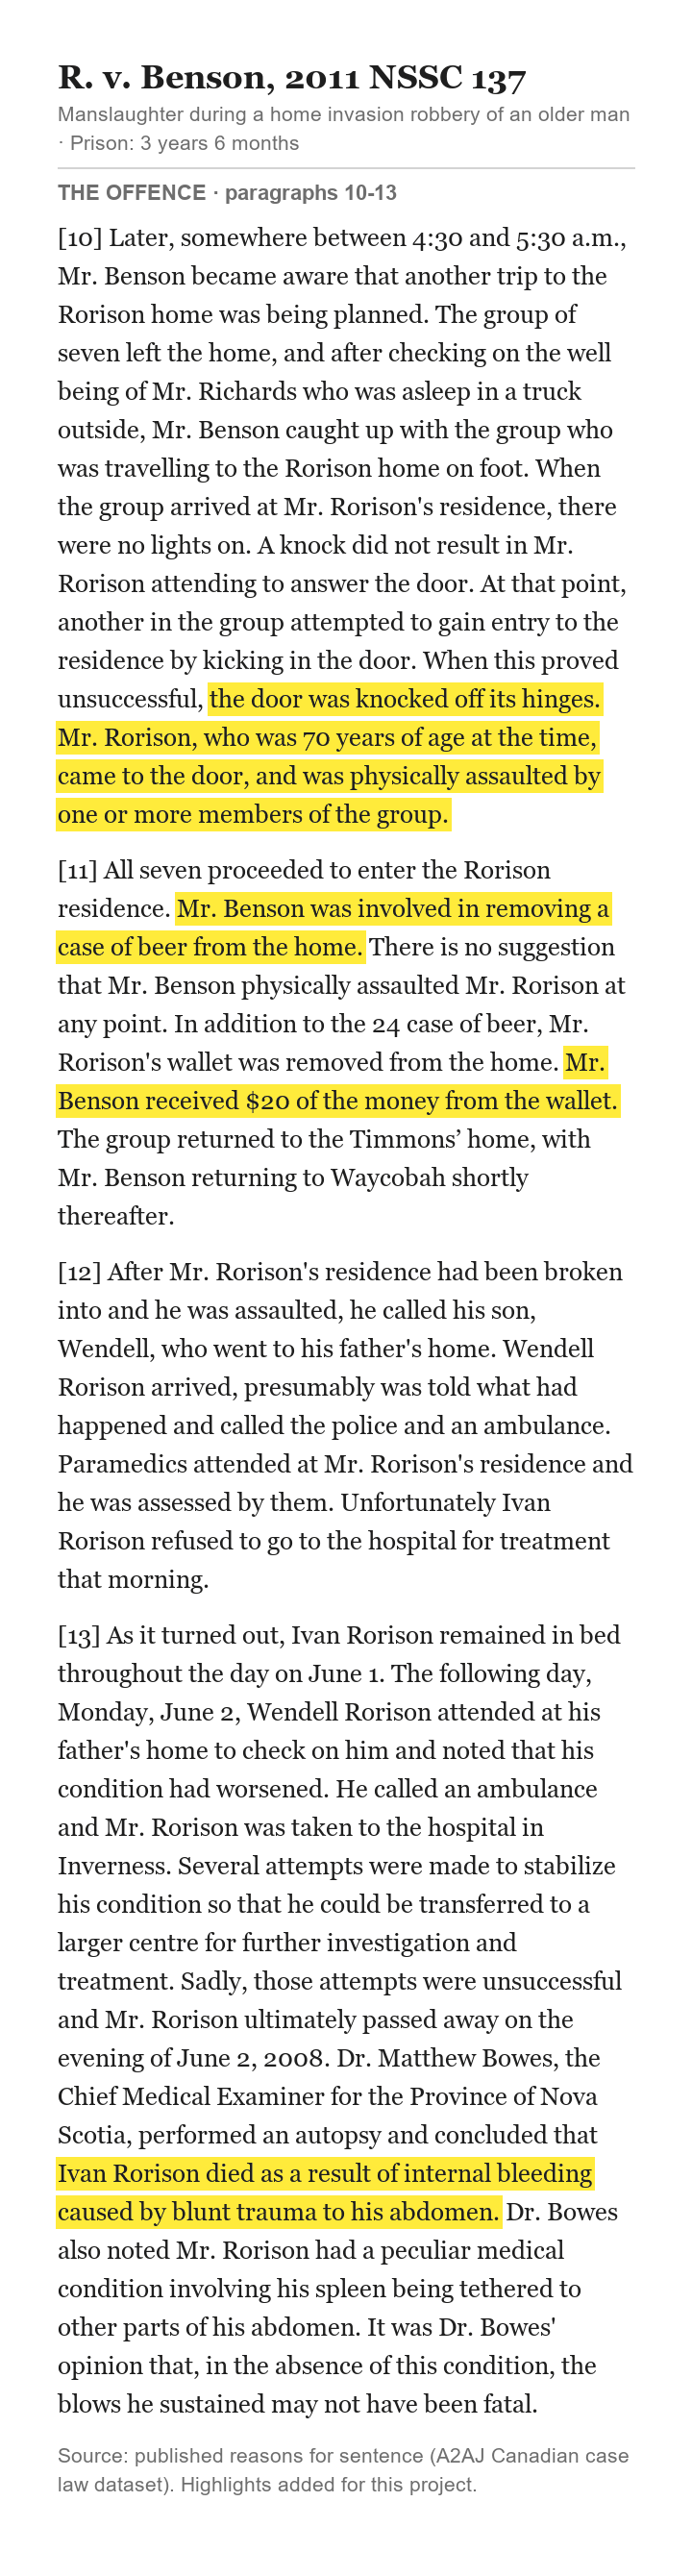 R. v. Benson, 2011 NSSC 137
Manslaughter during a home invasion robbery of an older man
· Prison: 3 years 6 months
THE OFFENCE · paragraphs 10-13
[10] Later, somewhere between 4:30 and 5:30 a.m.,
Mr. Benson became aware that another trip to the
Rorison home was being planned. The group of
seven left the home, and after checking on the well
being of Mr. Richards who was asleep in a truck
outside, Mr. Benson caught up with the group who
was travelling to the Rorison home on foot. When
the group arrived at Mr. Rorison's residence, there
were no lights on. A knock did not result in Mr.
Rorison attending to answer the door. At that point,
another in the group attempted to gain entry to the
residence by kicking in the door. When this proved
unsuccessful, the door was knocked off its hinges.
Mr. Rorison, who was 70 years of age at the time,
came to the door, and was physically assaulted by
one or more members of the group.
[11] All seven proceeded to enter the Rorison
residence. Mr. Benson was involved in removing a
case of beer from the home. There is no suggestion
that Mr. Benson physically assaulted Mr. Rorison at
any point. In addition to the 24 case of beer, Mr.
Rorison's wallet was removed from the home. Mr.
Benson received $20 of the money from the wallet.
The group returned to the Timmons’ home, with
Mr. Benson returning to Waycobah shortly
thereafter.
[12] After Mr. Rorison's residence had been broken
into and he was assaulted, he called his son,
Wendell, who went to his father's home. Wendell
Rorison arrived, presumably was told what had
happened and called the police and an ambulance.
Paramedics attended at Mr. Rorison's residence and
he was assessed by them. Unfortunately Ivan
Rorison refused to go to the hospital for treatment
that morning.
[13] As it turned out, Ivan Rorison remained in bed
throughout the day on June 1. The following day,
Monday, June 2, Wendell Rorison attended at his
father's home to check on him and noted that his
condition had worsened. He called an ambulance
and Mr. Rorison was taken to the hospital in
Inverness. Several attempts were made to stabilize
his condition so that he could be transferred to a
larger centre for further investigation and
treatment. Sadly, those attempts were unsuccessful
and Mr. Rorison ultimately passed away on the
evening of June 2, 2008. Dr. Matthew Bowes, the
Chief Medical Examiner for the Province of Nova
Scotia, performed an autopsy and concluded that
Ivan Rorison died as a result of internal bleeding
caused by blunt trauma to his abdomen. Dr. Bowes
also noted Mr. Rorison had a peculiar medical
condition involving his spleen being tethered to
other parts of his abdomen. It was Dr. Bowes'
opinion that, in the absence of this condition, the
blows he sustained may not have been fatal.
Source: published reasons for sentence (A2AJ Canadian case
law dataset). Highlights added for this project.